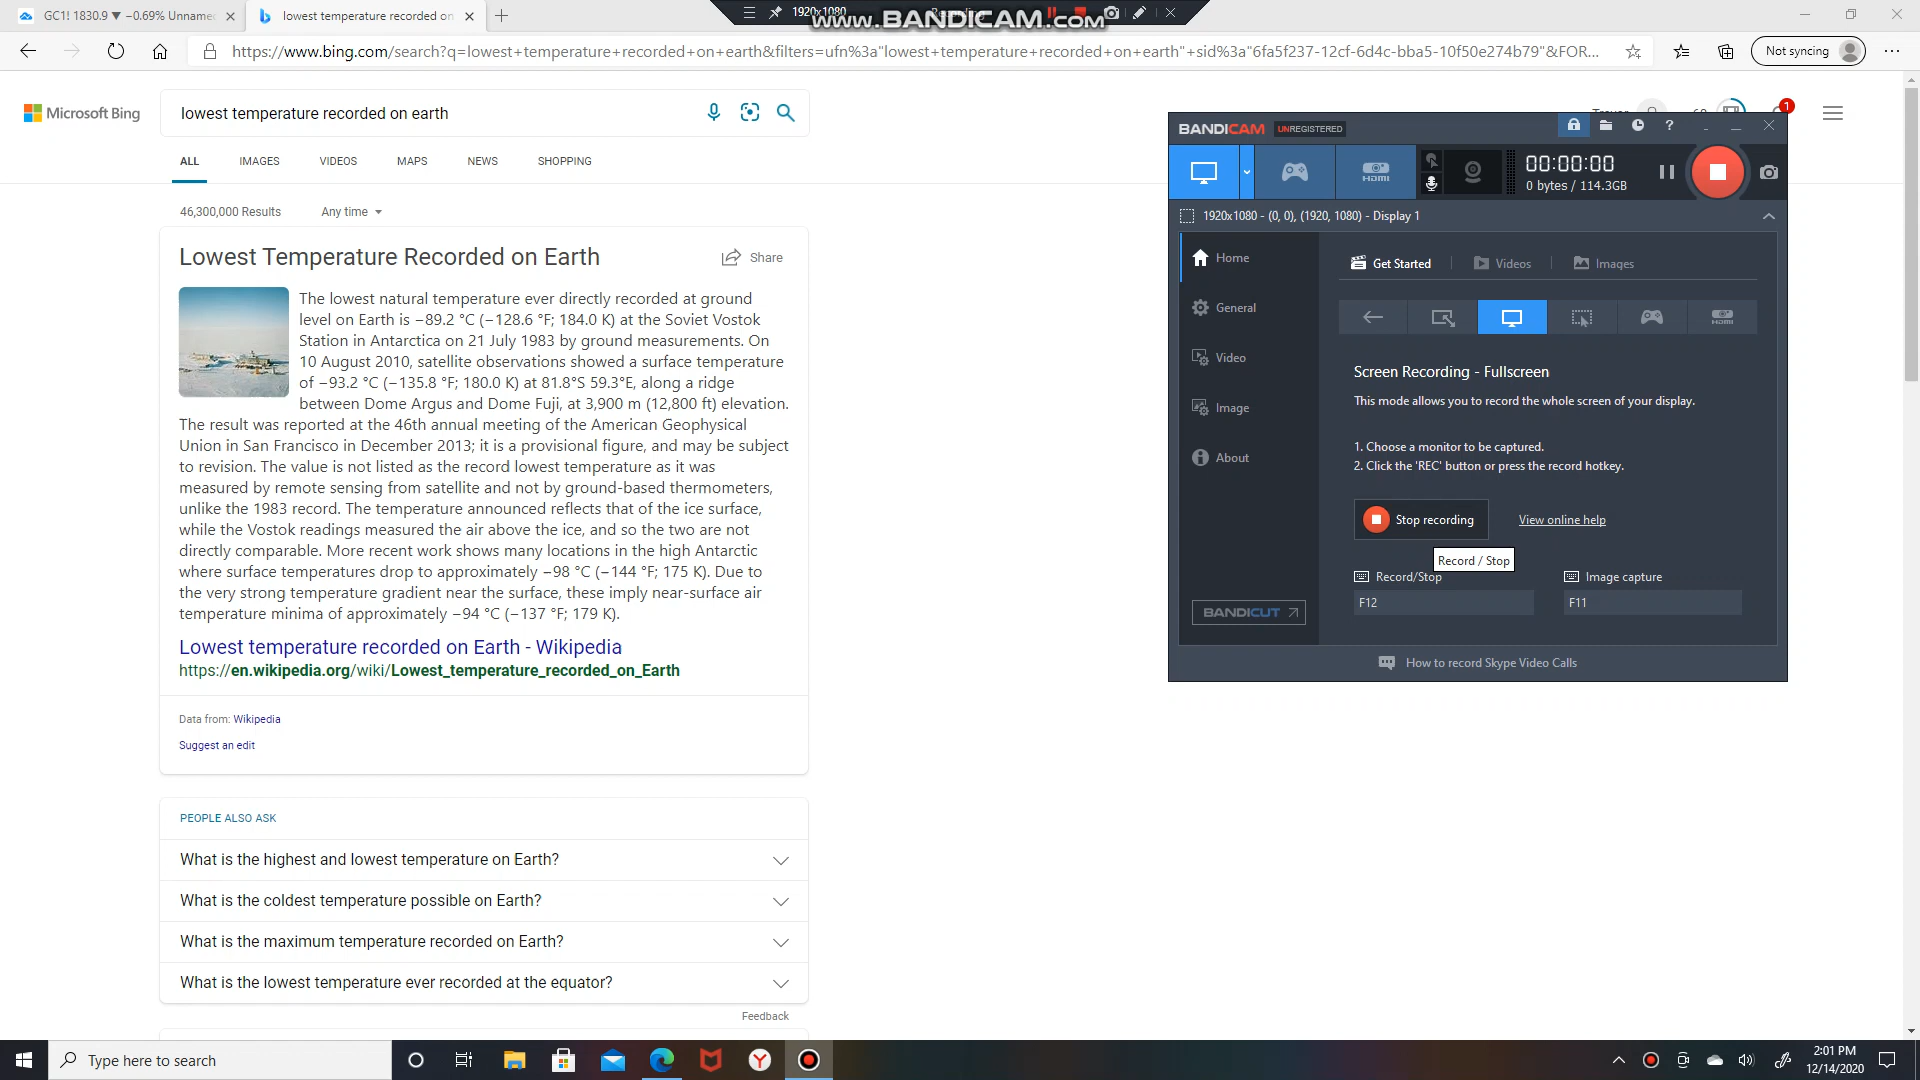 GC1! 1830.9 ▼ −0.69% Unname
lowest temperature recorded on
1920x1080
www.BANDICAM.com
https://www.bing.com/search?q=lowest+temperature+recorded+on+earth&filters=ufn%3a"lowest+temperature+recorded+on+earth"+sid%3a"6fa5f237-12cf-6d4c-bba5-10f50e274b79"&FOR...
Not syncing
Microsoft Bing
lowest temperature recorded on earth
1
ALL
IMAGES
VIDEOS
MAPS
NEWS
SHOPPING
46,300,000 Results
Any time
Lowest Temperature Recorded on Earth
Share
The lowest natural temperature ever directly recorded at ground
level on Earth is −89.2 °C (−128.6 °F; 184.0 K) at the Soviet Vostok
Station in Antarctica on 21 July 1983 by ground measurements. On
10 August 2010, satellite observations showed a surface temperature
of −93.2 °C (−135.8 °F; 180.0 K) at 81.8°S 59.3°E, along a ridge
between Dome Argus and Dome Fuji, at 3,900 m (12,800 ft) elevation.
The result was reported at the 46th annual meeting of the American Geophysical
Union in San Francisco in December 2013; it is a provisional figure, and may be subject
to revision. The value is not listed as the record lowest temperature as it was
measured by remote sensing from satellite and not by ground-based thermometers,
unlike the 1983 record. The temperature announced reflects that of the ice surface,
while the Vostok readings measured the air above the ice, and so the two are not
directly comparable. More recent work shows many locations in the high Antarctic
where surface temperatures drop to approximately −98 °C (−144 °F; 175 K). Due to
the very strong temperature gradient near the surface, these imply near-surface air
temperature minima of approximately −94 °C (−137 °F; 179 K).
Lowest temperature recorded on Earth - Wikipedia
https://en.wikipedia.org/wiki/Lowest_temperature_recorded_on_Earth
Data from: Wikipedia
Suggest an edit
PEOPLE ALSO ASK
What is the highest and lowest temperature on Earth?
What is the coldest temperature possible on Earth?
What is the maximum temperature recorded on Earth?
What is the lowest temperature ever recorded at the equator?
Feedback
BANDICAM UNREGISTERED
HDMI
00:00:00
0 bytes / 114.3GB
1920x1080 - (0, 0), (1920, 1080) - Display 1
Home
General
Video
Image
About
BANDICUT
Get Started
Videos
Images
HDMI
Screen Recording - Fullscreen
This mode allows you to record the whole screen of your display.
1. Choose a monitor to be captured.
2. Click the 'REC' button or press the record hotkey.
Stop recording
View online help
Record / Stop
Record/Stop
Image capture
F12
F11
How to record Skype Video Calls
Type here to search
2:01 PM
12/14/2020